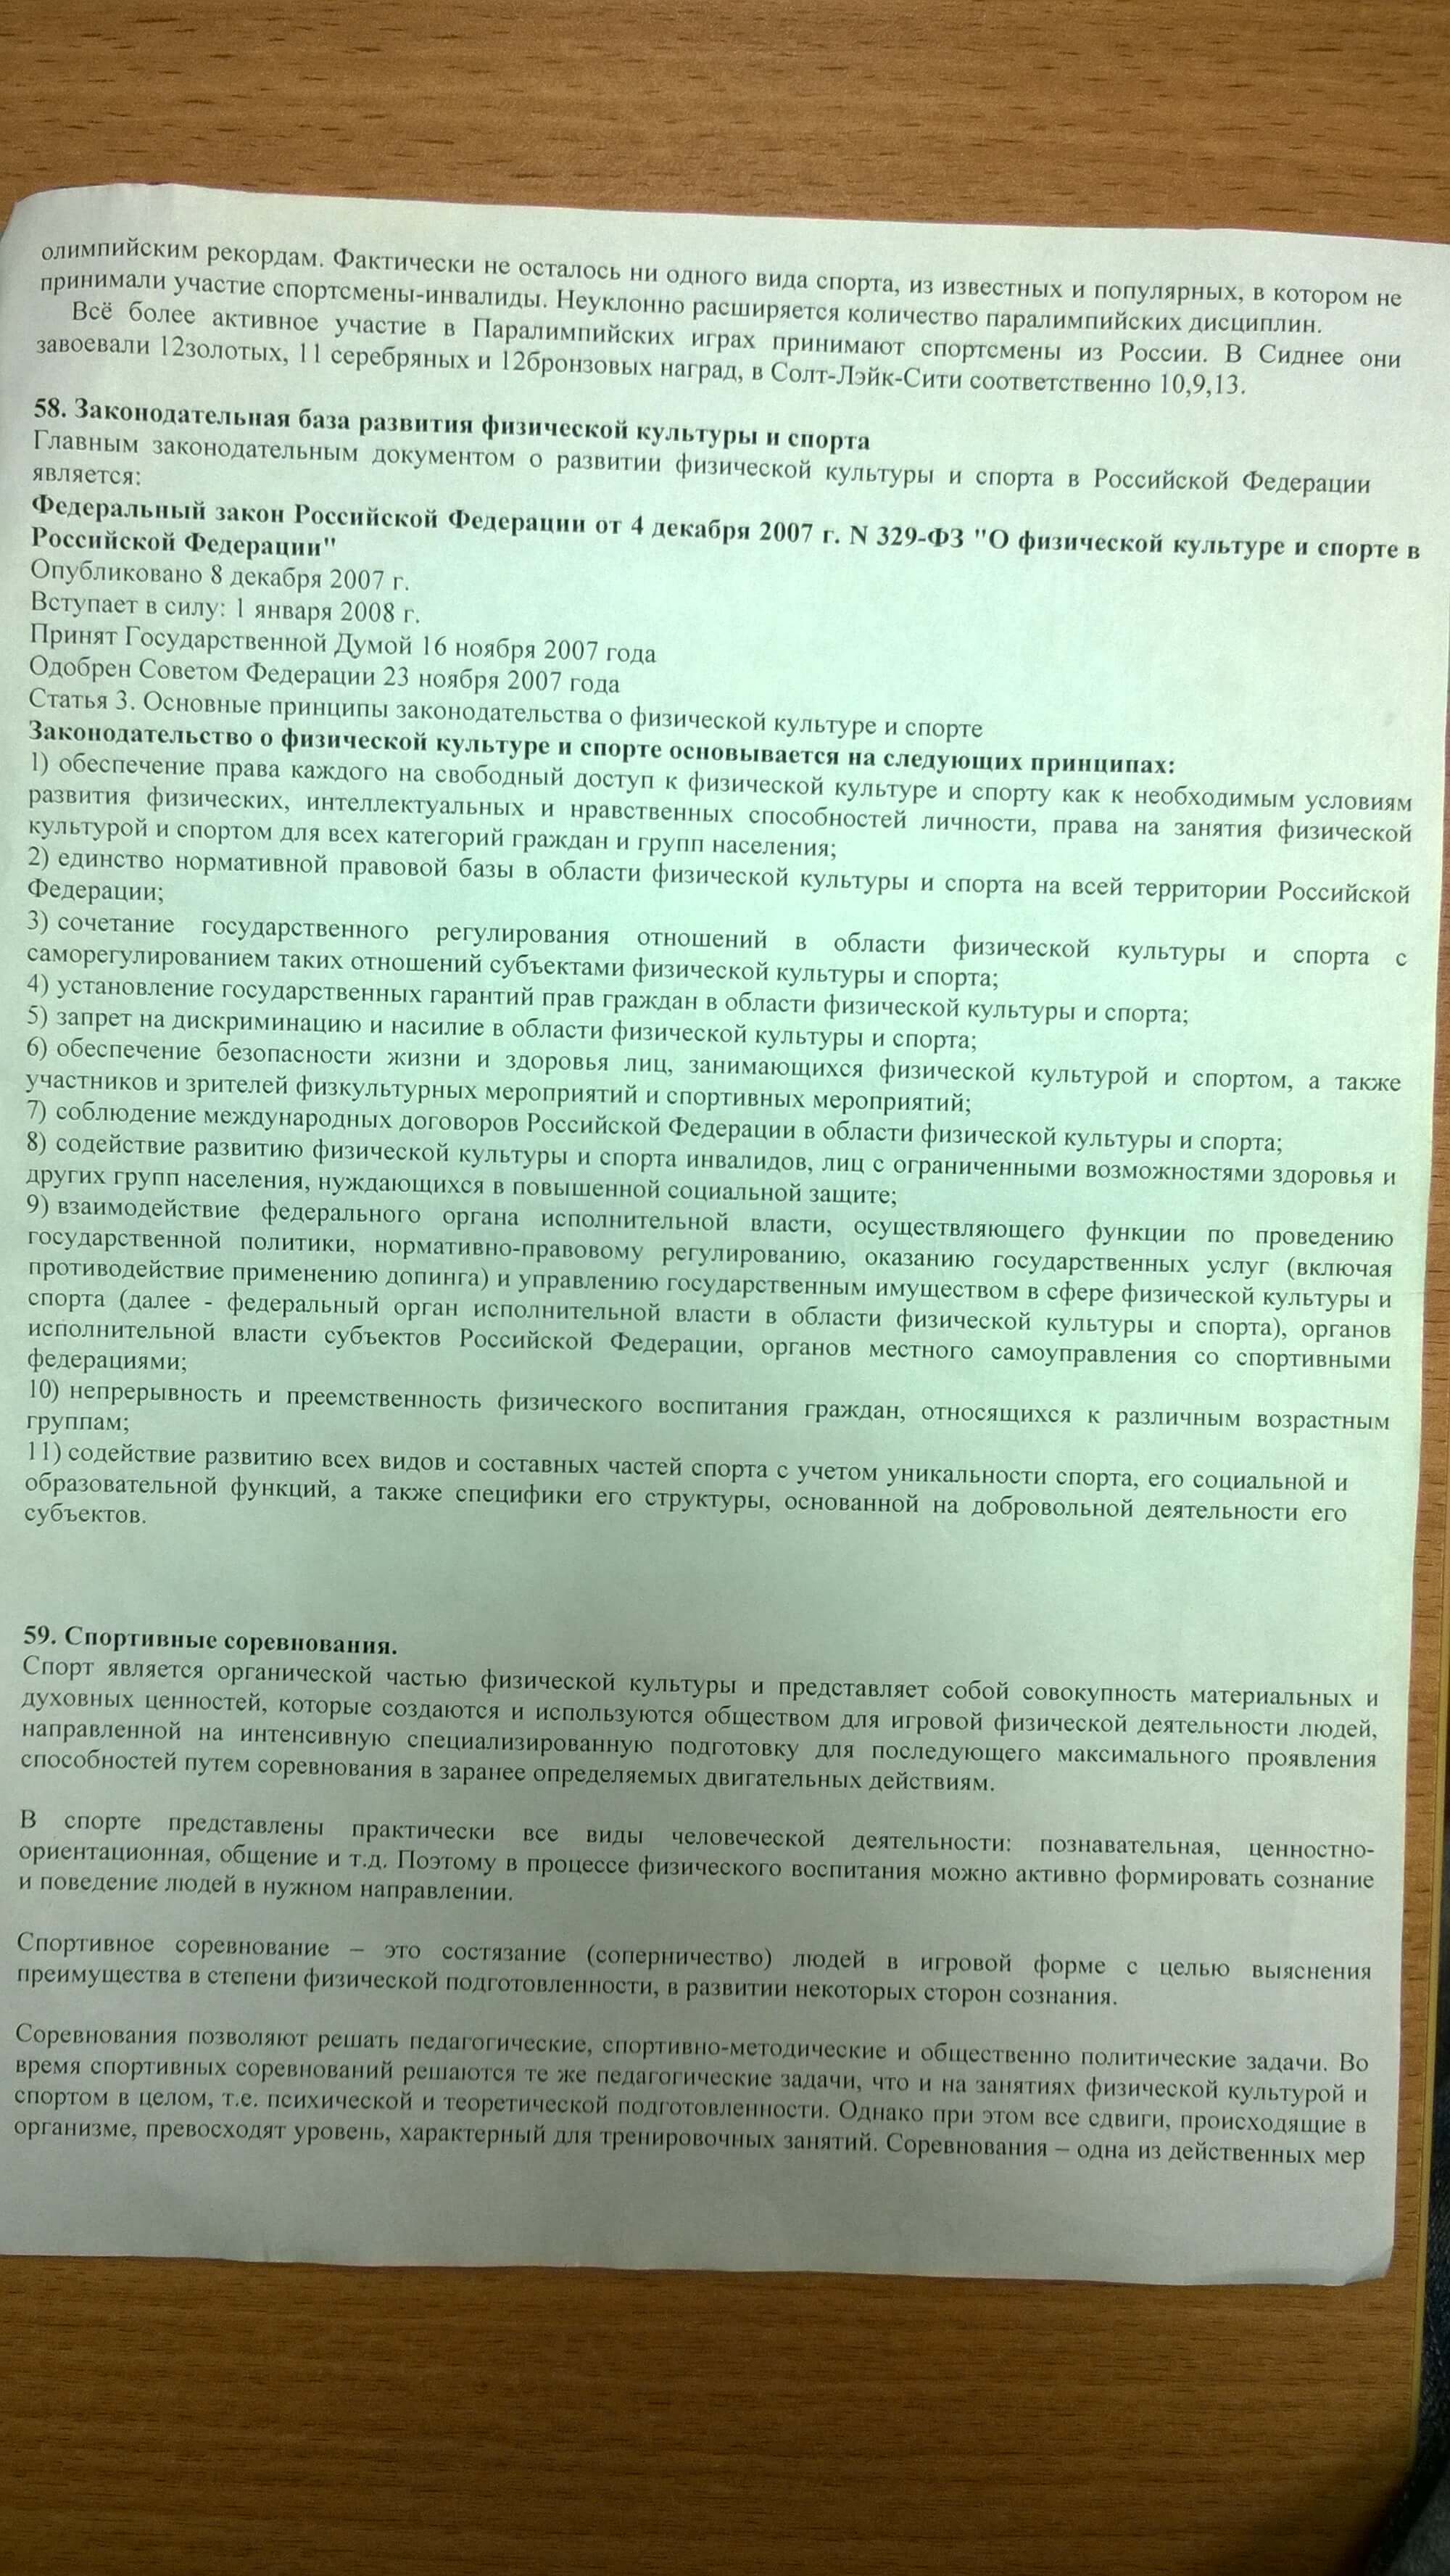 олимпийским рекордам. Фактически не осталось ни одного вида спорта, из известных и популярных, в котором не
принимали участие спортсмены-инвалиды. Неуклонно расширяется количество паралимпийских дисциплин.
Всё более активное участие в Паралимпийских играх принимают спортсмены из России. В Сиднее они
завоевали 12золотых, 11 серебряных и 12бронзовых наград, в Солт-Лэйк-Сити соответственно 10,9,13.
58. Законодательная база развития физической культуры и спорта
Главным законодательным документом о развитии физической культуры и спорта в Российской Федерации
является:
Федеральный закон Российской Федерации от 4 декабря 2007 г. N 329-ФЗ "О физической культуре и спорте в
Российской Федерации"
Опубликовано 8 декабря 2007 г.
Вступает в силу: 1 января 2008 г.
Принят Государственной Думой 16 ноября 2007 года
Одобрен Советом Федерации 23 ноября 2007 года
Статья 3. Основные принципы законодательства о физической культуре и спорте
Законодательство о физической культуре и спорте основывается на следующих принципах:
1) обеспечение права каждого на свободный доступ к физической культуре и спорту как к необходимым условиям
развития физических, интеллектуальных и нравственных способностей личности, права на занятия физической
культурой и спортом для всех категорий граждан и групп населения;
2) единство нормативной правовой базы в области физической культуры и спорта на всей территории Российской
Федерации;
3) сочетание государственного регулирования отношений в области физической культуры и спорта с
саморегулированием таких отношений субъектами физической культуры и спорта;
4) установление государственных гарантий прав граждан в области физической культуры и спорта;
5) запрет на дискриминацию и насилие в области физической культуры и спорта;
6) обеспечение безопасности жизни и здоровья лиц, занимающихся физической культурой и спортом, а также
участников и зрителей физкультурных мероприятий и спортивных мероприятий;
7) соблюдение международных договоров Российской Федерации в области физической культуры и спорта;
8) содействие развитию физической культуры и спорта инвалидов, лиц с ограниченными возможностями здоровья и
других групп населения, нуждающихся в повышенной социальной защите;
9) взаимодействие федерального органа исполнительной власти, осуществляющего функции по проведению
государственной политики, нормативно-правовому регулированию, оказанию государственных услуг (включая
противодействие применению допинга) и управлению государственным имуществом в сфере физической культуры и
спорта (далее - федеральный орган исполнительной власти в области физической культуры и спорта), органов
исполнительной власти субъектов Российской Федерации, органов местного самоуправления со спортивными
федерациями;
10) непрерывность и преемственность физического воспитания граждан, относящихся к различным возрастным
группам;
11) содействие развитию всех видов и составных частей спорта с учетом уникальности спорта, его социальной и
образовательной функций, а также специфики его структуры, основанной на добровольной деятельности его
субъектов.
59. Спортивные соревнования.
Спорт является органической частью физической культуры и представляет собой совокупность материальных и
духовных ценностей, которые создаются и используются обществом для игровой физической деятельности людей,
направленной на интенсивную специализированную подготовку для последующего максимального проявления
способностей путем соревнования в заранее определяемых двигательных действиям.
В спорте представлены практически все виды человеческой деятельности: познавательная, ценностно-
ориентационная, общение и т.д. Поэтому в процессе физического воспитания можно активно формировать сознание
и поведение людей в нужном направлении.
Спортивное соревнование – это состязание (соперничество) людей в игровой форме с целью выяснения
преимущества в степени физической подготовленности, в развитии некоторых сторон сознания.
Соревнования позволяют решать педагогические, спортивно-методические и общественно политические задачи. Во
время спортивных соревнований решаются те же педагогические задачи, что и на занятиях физической культурой и
спортом в целом, т.е. психической и теоретической подготовленности. Однако при этом все сдвиги, происходящие в
организме, превосходят уровень, характерный для тренировочных занятий. Соревнования – одна из действенных мер